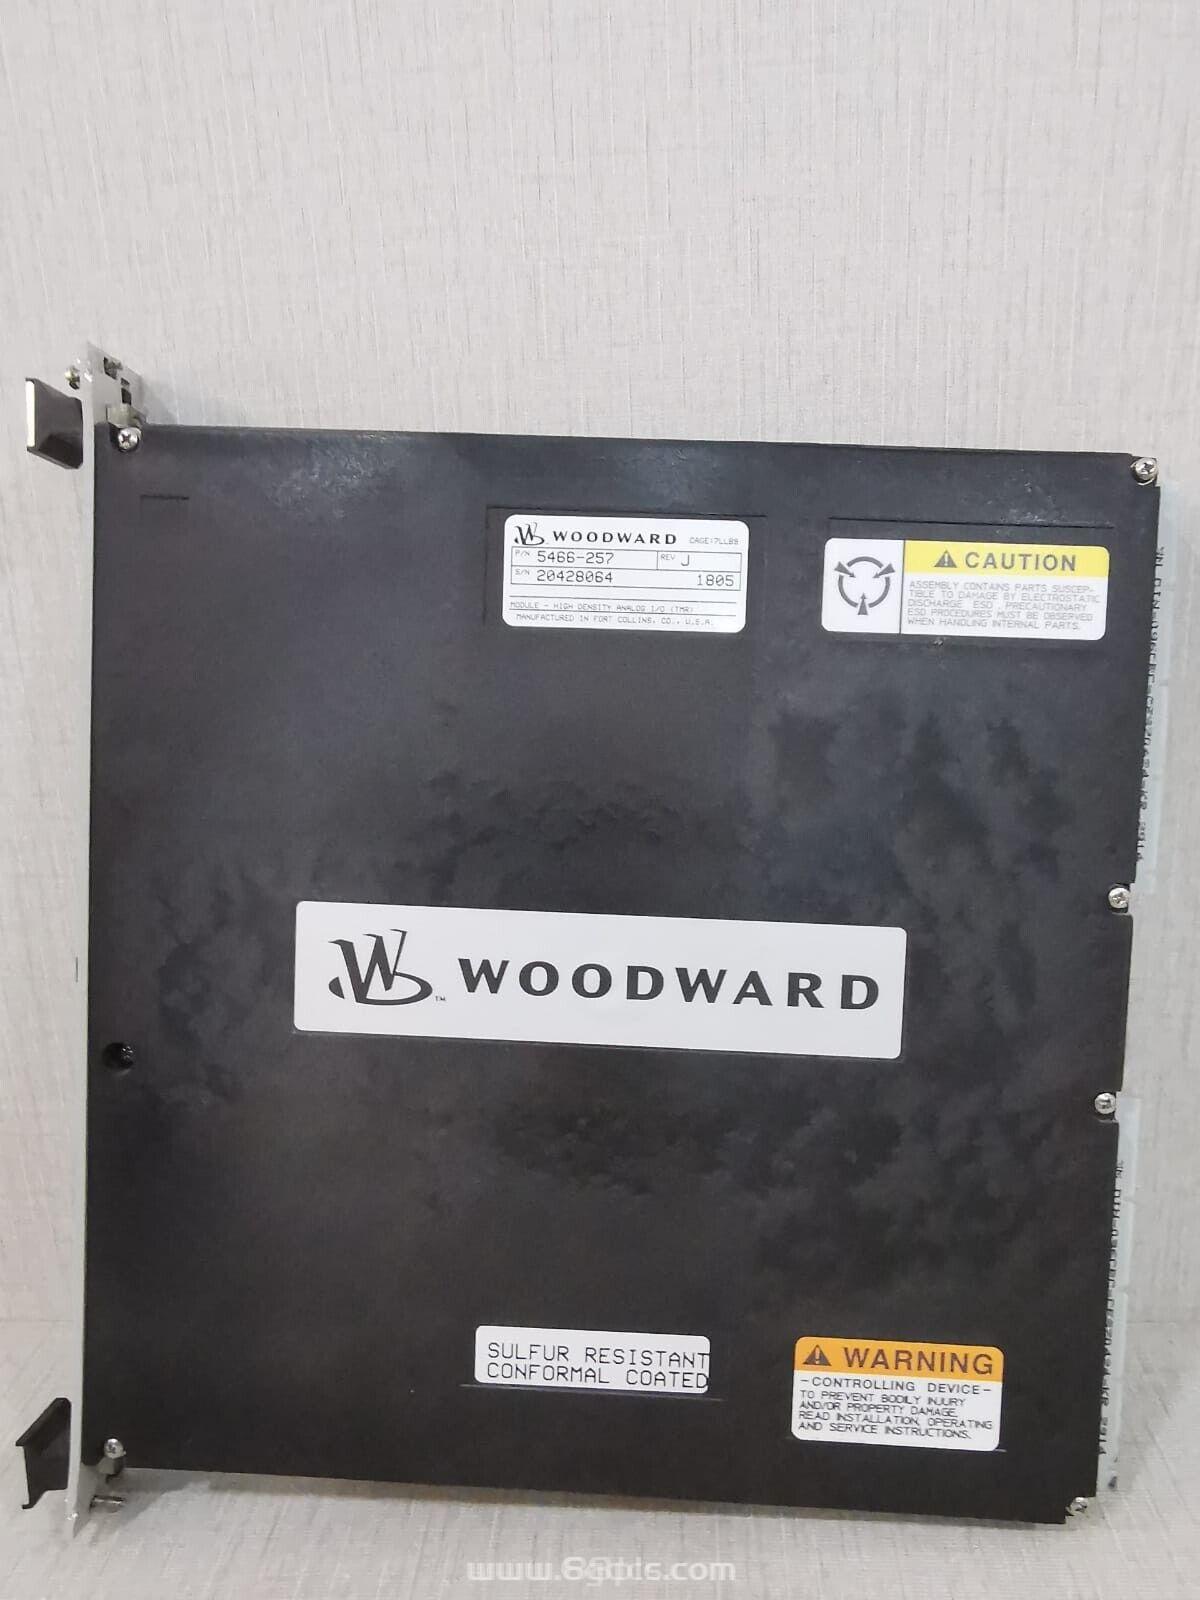 WOODWARD CAGE:7LLB9
P/N 5466-257 REV J
S/N 20428064 1805
MODULE - HIGH DENSITY ANALOG I/O (TMR)
MANUFACTURED IN FORT COLLINS, CO., U.S.A.
CAUTION
ASSEMBLY CONTAINS PARTS SUSCEP-
TIBLE TO DAMAGE BY ELECTROSTATIC
DISCHARGE ESD . PRECAUTIONARY
ESD PROCEDURES MUST BE OBSERVED
WHEN HANDLING INTERNAL PARTS.
WOODWARD
TM
SULFUR RESISTANT
CONFORMAL COATED
WARNING
-CONTROLLING DEVICE-
TO PREVENT BODILY INJURY
AND/OR PROPERTY DAMAGE,
READ INSTALLATION, OPERATING
AND SERVICE INSTRUCTIONS.